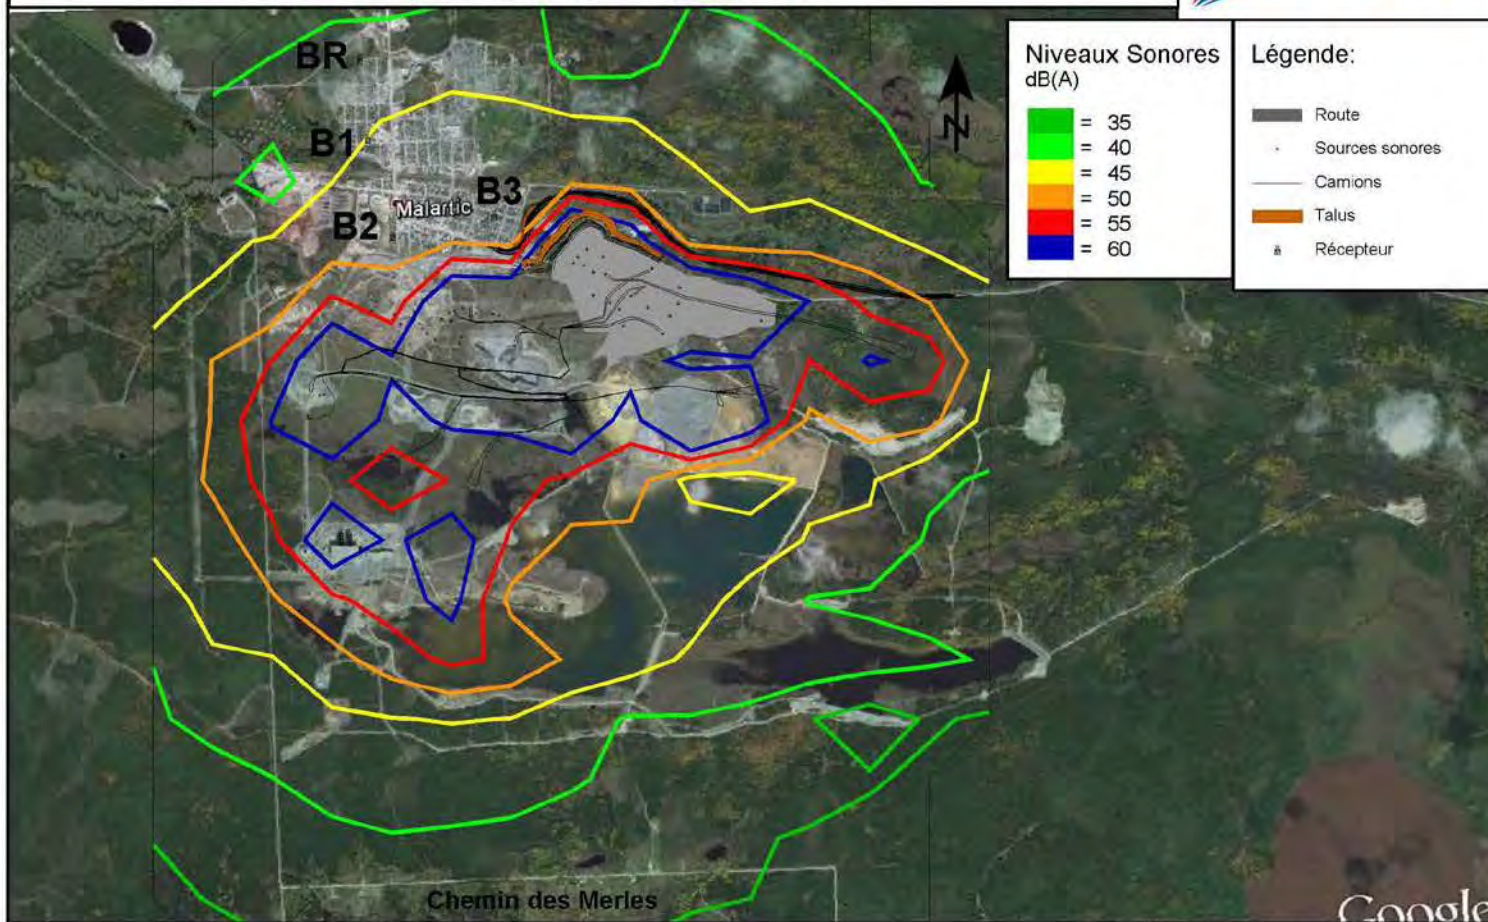 BR
B1
B3
Malartic
B2
N
Niveaux Sonores
dB(A)
= 35
= 40
= 45
= 50
= 55
= 60
Légende:
Route
Sources sonores
Camions
Talus
Récepteur
Chemin des Merles
Google